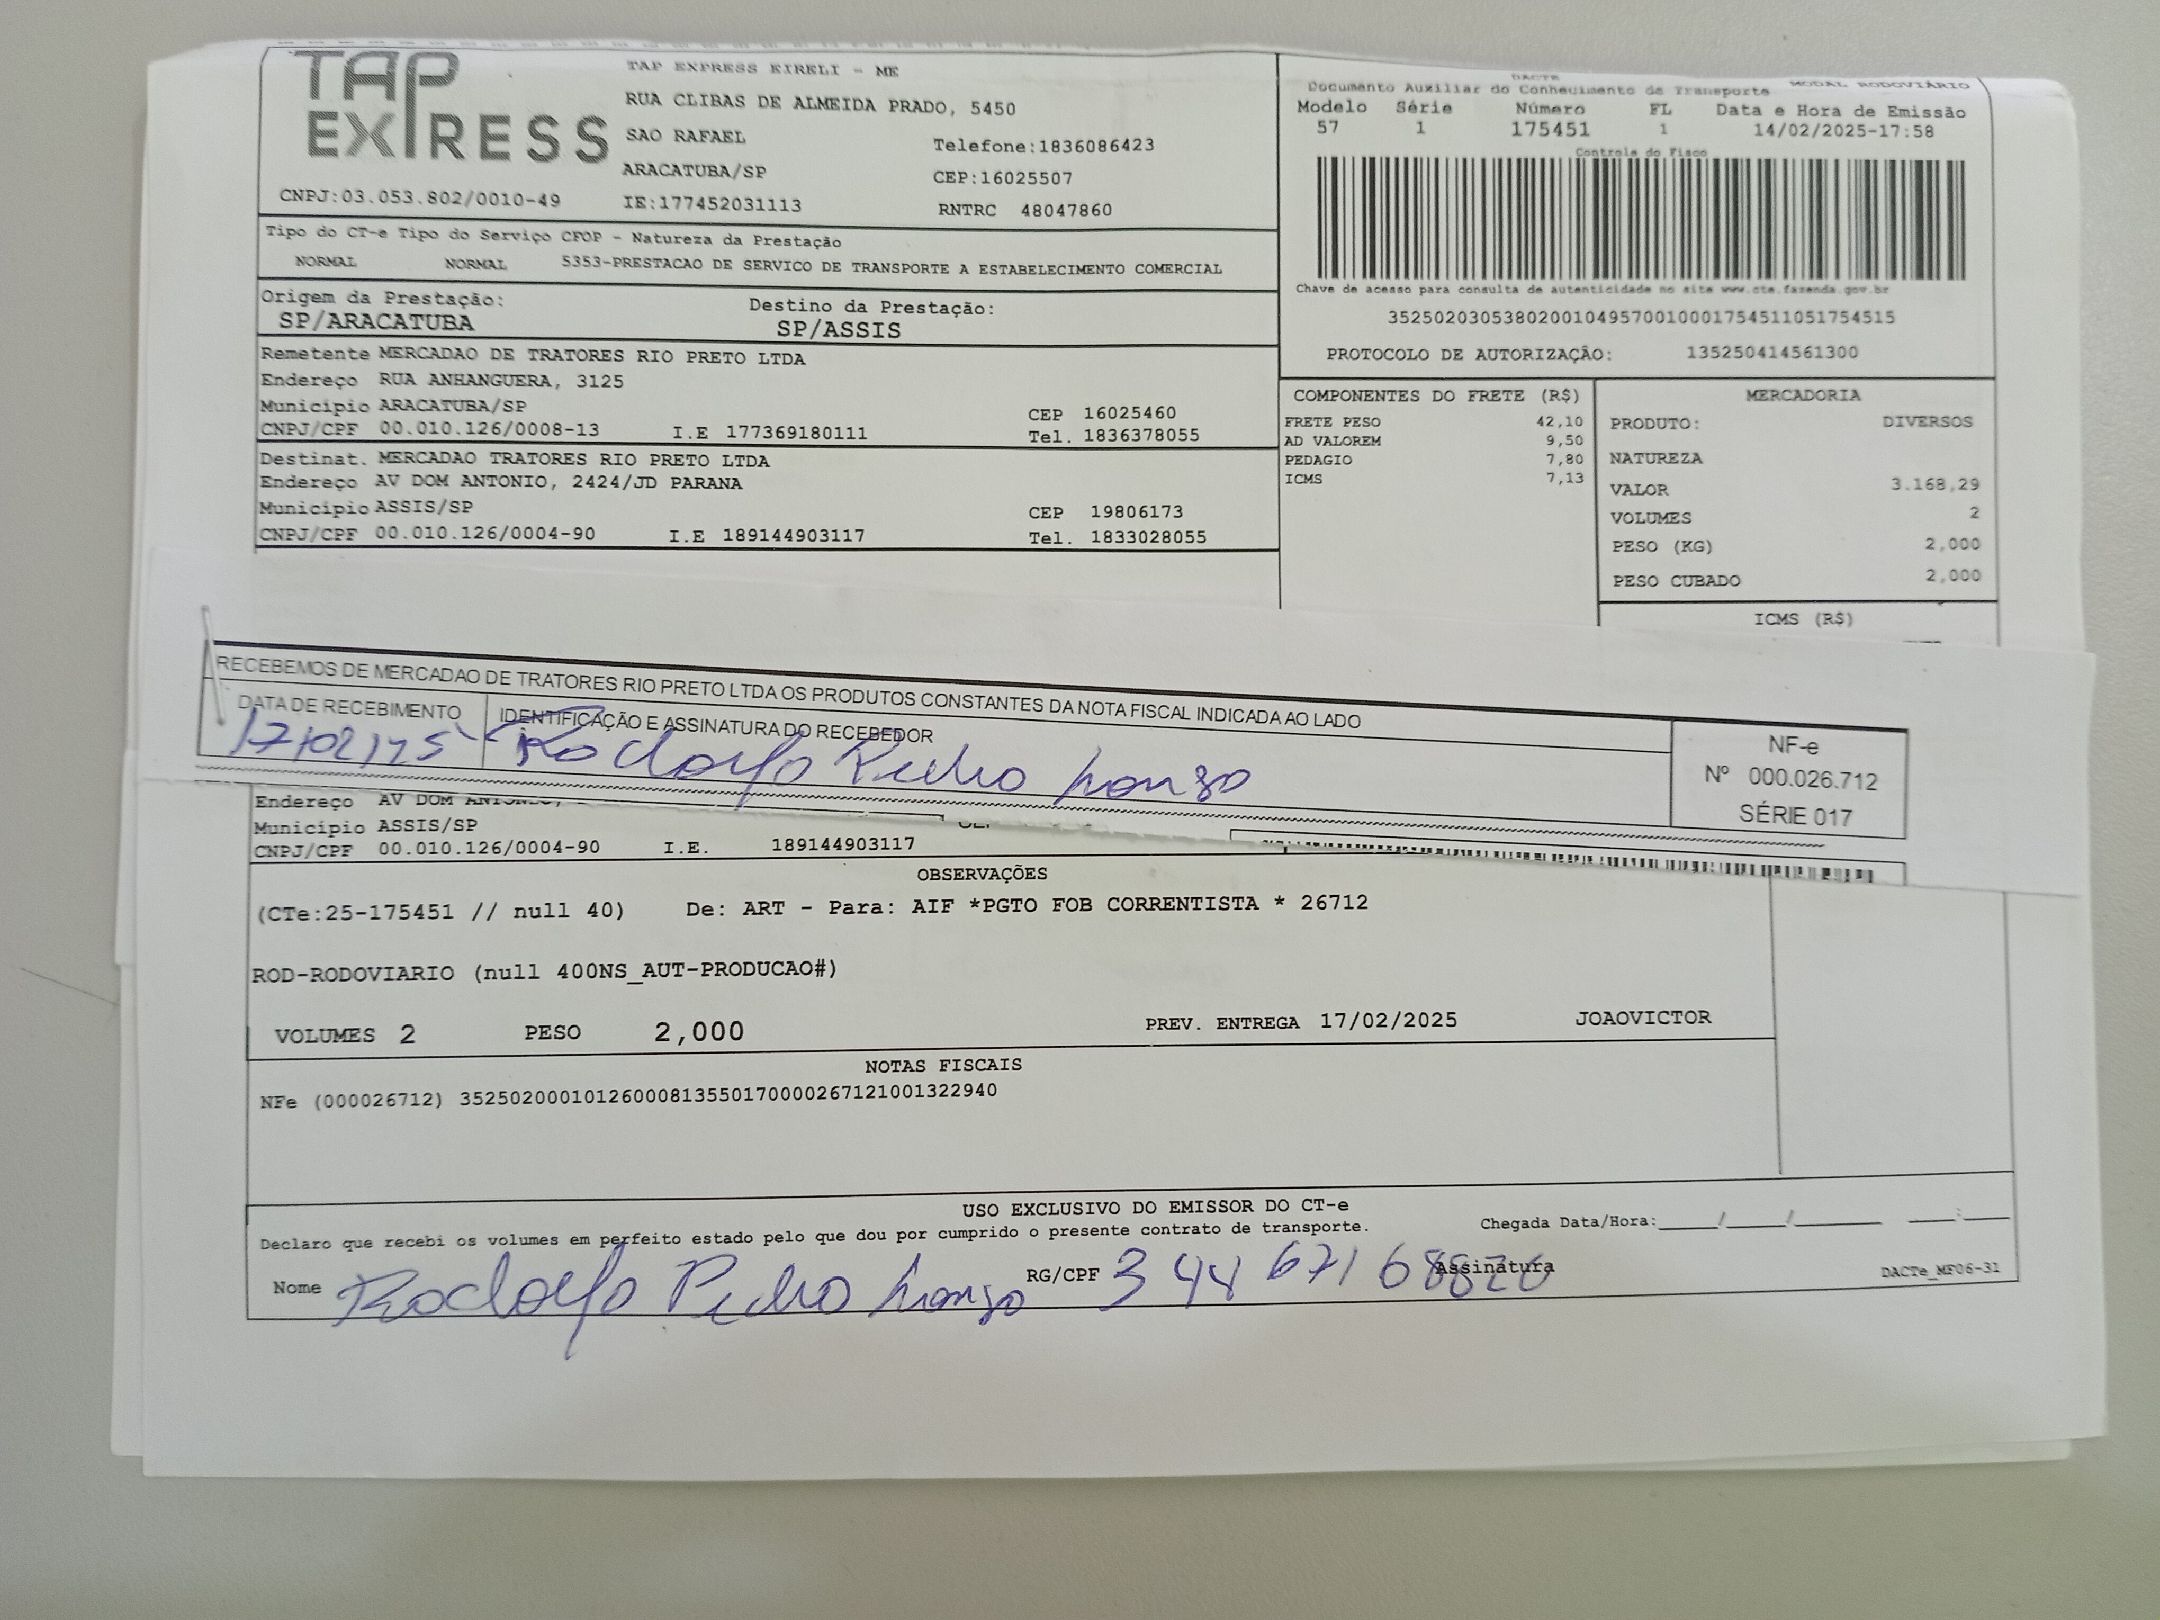 TAP EXPRESS
TAP EXPRESS EIRELI - ME
RUA CLIBAS DE ALMEIDA PRADO, 5450
SAO RAFAEL
Telefone:1836086423
ARACATUBA/SP
CEP:16025507
CNPJ:03.053.802/0010-49
IE:177452031113
RNTRC 48047860
DACTE
MODAL RODOVIÁRIO
Documento Auxiliar do Conhecimento de Transporte
Modelo Série Número FL Data e Hora de Emissão
57 1 175451 1 14/02/2025-17:58
Controle do Fisco
Chave de acesso para consulta de autenticidade no site www.cte.fazenda.gov.br
35250203053802001049570010001754511051754515
PROTOCOLO DE AUTORIZAÇÃO: 135250414561300
Tipo do CT-e Tipo do Serviço CFOP - Natureza da Prestação
NORMAL NORMAL 5353-PRESTACAO DE SERVICO DE TRANSPORTE A ESTABELECIMENTO COMERCIAL
Origem da Prestação: Destino da Prestação:
SP/ARACATUBA SP/ASSIS
Remetente MERCADAO DE TRATORES RIO PRETO LTDA
Endereço RUA ANHANGUERA, 3125
Município ARACATUBA/SP CEP 16025460
CNPJ/CPF 00.010.126/0008-13 I.E 177369180111 Tel. 1836378055
Destinat. MERCADAO TRATORES RIO PRETO LTDA
Endereço AV DOM ANTONIO, 2424/JD PARANA
Município ASSIS/SP CEP 19806173
CNPJ/CPF 00.010.126/0004-90 I.E 189144903117 Tel. 1833028055
COMPONENTES DO FRETE (R$)
FRETE PESO 42,10
AD VALOREM 9,50
PEDAGIO 7,80
ICMS 7,13
MERCADORIA
PRODUTO: DIVERSOS
NATUREZA
VALOR 3.168,29
VOLUMES 2
PESO (KG) 2,000
PESO CUBADO 2,000
ICMS (R$)
RECEBEMOS DE MERCADAO DE TRATORES RIO PRETO LTDA OS PRODUTOS CONSTANTES DA NOTA FISCAL INDICADA AO LADO
DATA DE RECEBIMENTO IDENTIFICAÇÃO E ASSINATURA DO RECEBEDOR
17/02/25 Rodolfo Pedro
NF-e
Nº 000.026.712
SÉRIE 017
Endereço AV DOM ANTONIO,
Município ASSIS/SP
CNPJ/CPF 00.010.126/0004-90 I.E. 189144903117
OBSERVAÇÕES
(CTe:25-175451 // null 40) De: ART - Para: AIF *PGTO FOB CORRENTISTA * 26712
ROD-RODOVIARIO (null 400NS_AUT-PRODUCAO#)
VOLUMES 2 PESO 2,000 PREV. ENTREGA 17/02/2025 JOAOVICTOR
NOTAS FISCAIS
NFe (000026712) 35250200010126000813550170000267121001322940
USO EXCLUSIVO DO EMISSOR DO CT-e
Declaro que recebi os volumes em perfeito estado pelo que dou por cumprido o presente contrato de transporte. Chegada Data/Hora:____/____/______ ___:___
Nome Rodolfo Pedro RG/CPF 344 671 68820 Assinatura
DACTe_MF06-31